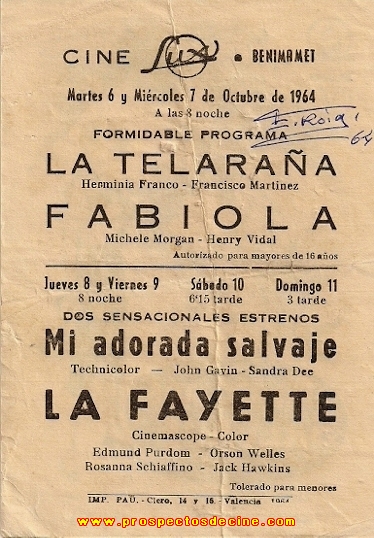 CINE Lux • BENIMAMET
Martes 6 y Miércoles 7 de Octubre de 1964
A las 8 noche
FORMIDABLE PROGRAMA
E. Roig
64
LA TELARAÑA
Herminia Franco - Francisco Martinez
FABIOLA
Michele Morgan - Henry Vidal
Autorizado para mayores de 16 años
Jueves 8 y Viernes 9 Sábado 10 Domingo 11
8 noche 6'15 tarde 3 tarde
DOS SENSACIONALES ESTRENOS
Mi adorada salvaje
Technicolor — John Gavin - Sandra Dee
LA FAYETTE
Cinemascope - Color
Edmund Purdom - Orson Welles
Rosanna Schiaffino - Jack Hawkins
Tolerado para menores
IMP. PAU. - Clero, 14 y 16. - Valencia 1964
www.prospectosdecine.com